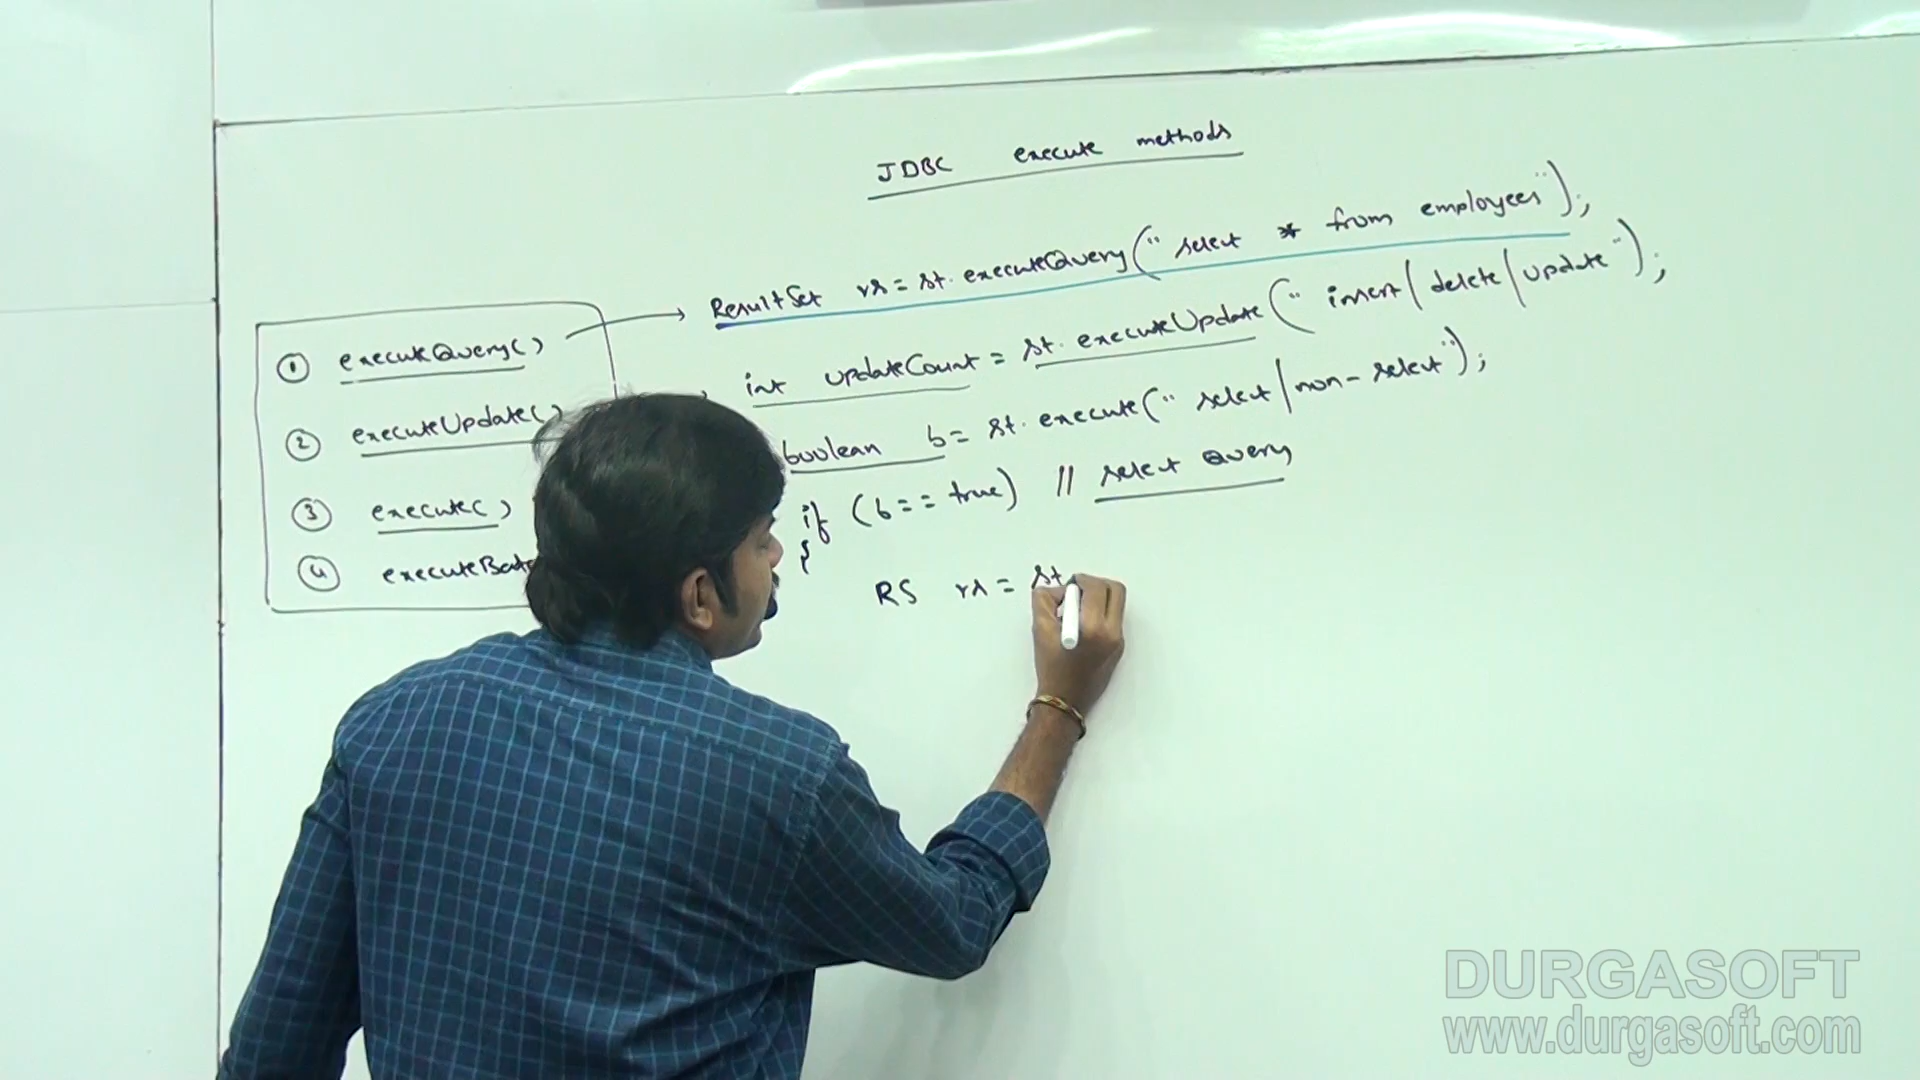 JDBC execute methods
① executeQuery()
② executeUpdate()
③ execute()
④ executeBatc
ResultSet rs = st.executeQuery("select * from employees");
int updateCount = st.executeUpdate("insert/delete/update");
boolean b = st.execute("select/non-select");
if (b == true) // select Query
{
RS rs = st
DURGASOFT
www.durgasoft.com